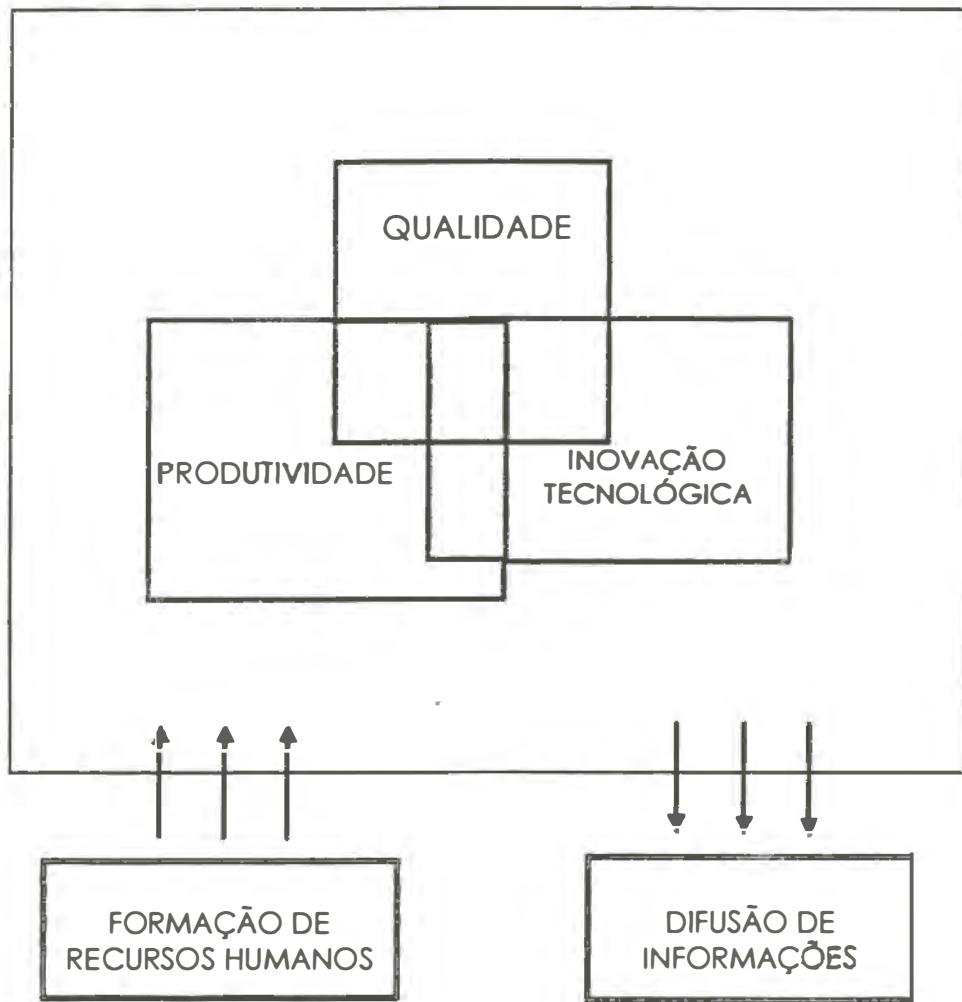 QUALIDADE
PRODUTIVIDADE
INOVAÇÃO
TECNOLÓGICA
FORMAÇÃO DE
RECURSOS HUMANOS
DIFUSÃO DE
INFORMAÇÕES